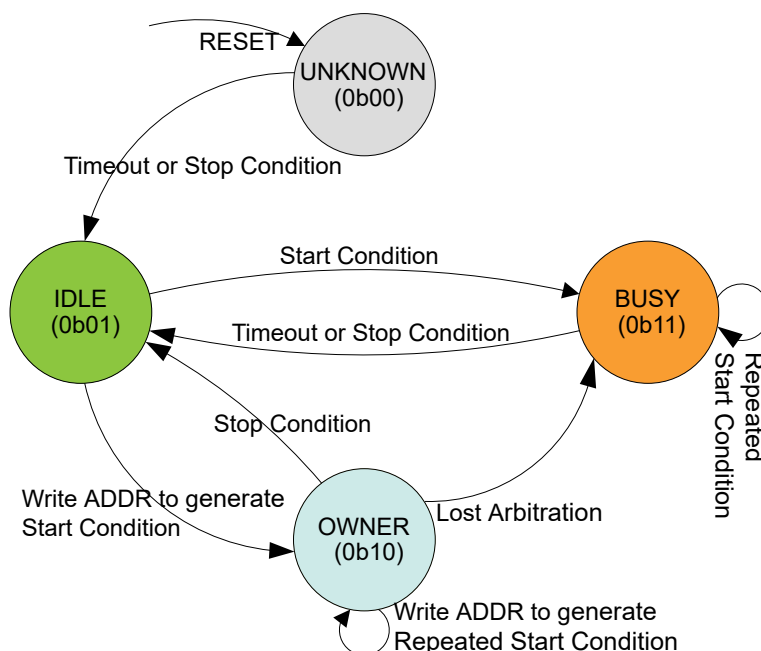 RESET
UNKNOWN
(0b00)
Timeout or Stop Condition
Start Condition
IDLE
(0b01)
BUSY
(0b11)
Timeout or Stop Condition
Repeated
Start Condition
Stop Condition
Write ADDR to generate
Start Condition
OWNER
(0b10)
Lost Arbitration
Write ADDR to generate
Repeated Start Condition